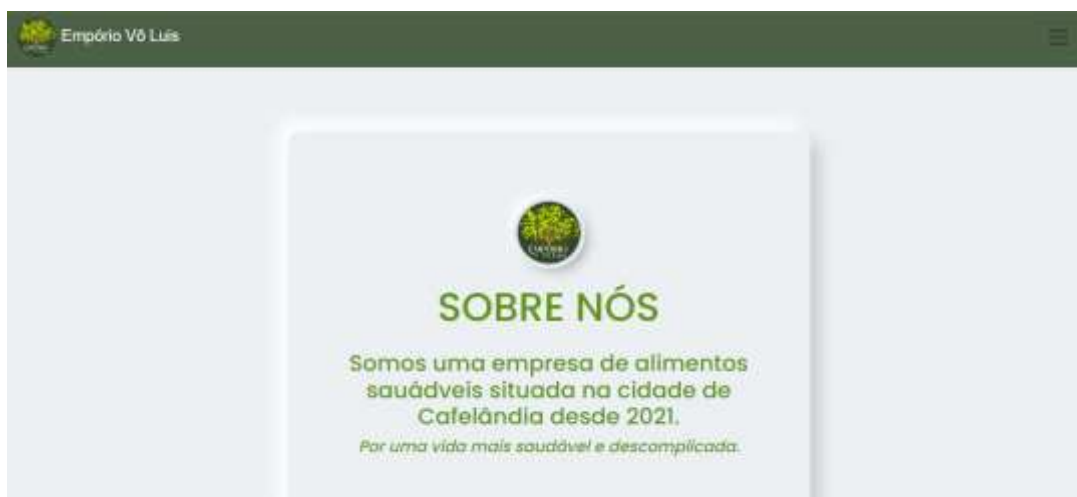 Empório Vô Luis
SOBRE NÓS
Somos uma empresa de alimentos
sauádveis situada na cidade de
Cafelândia desde 2021.
Por uma vida mais saudável e descomplicada.